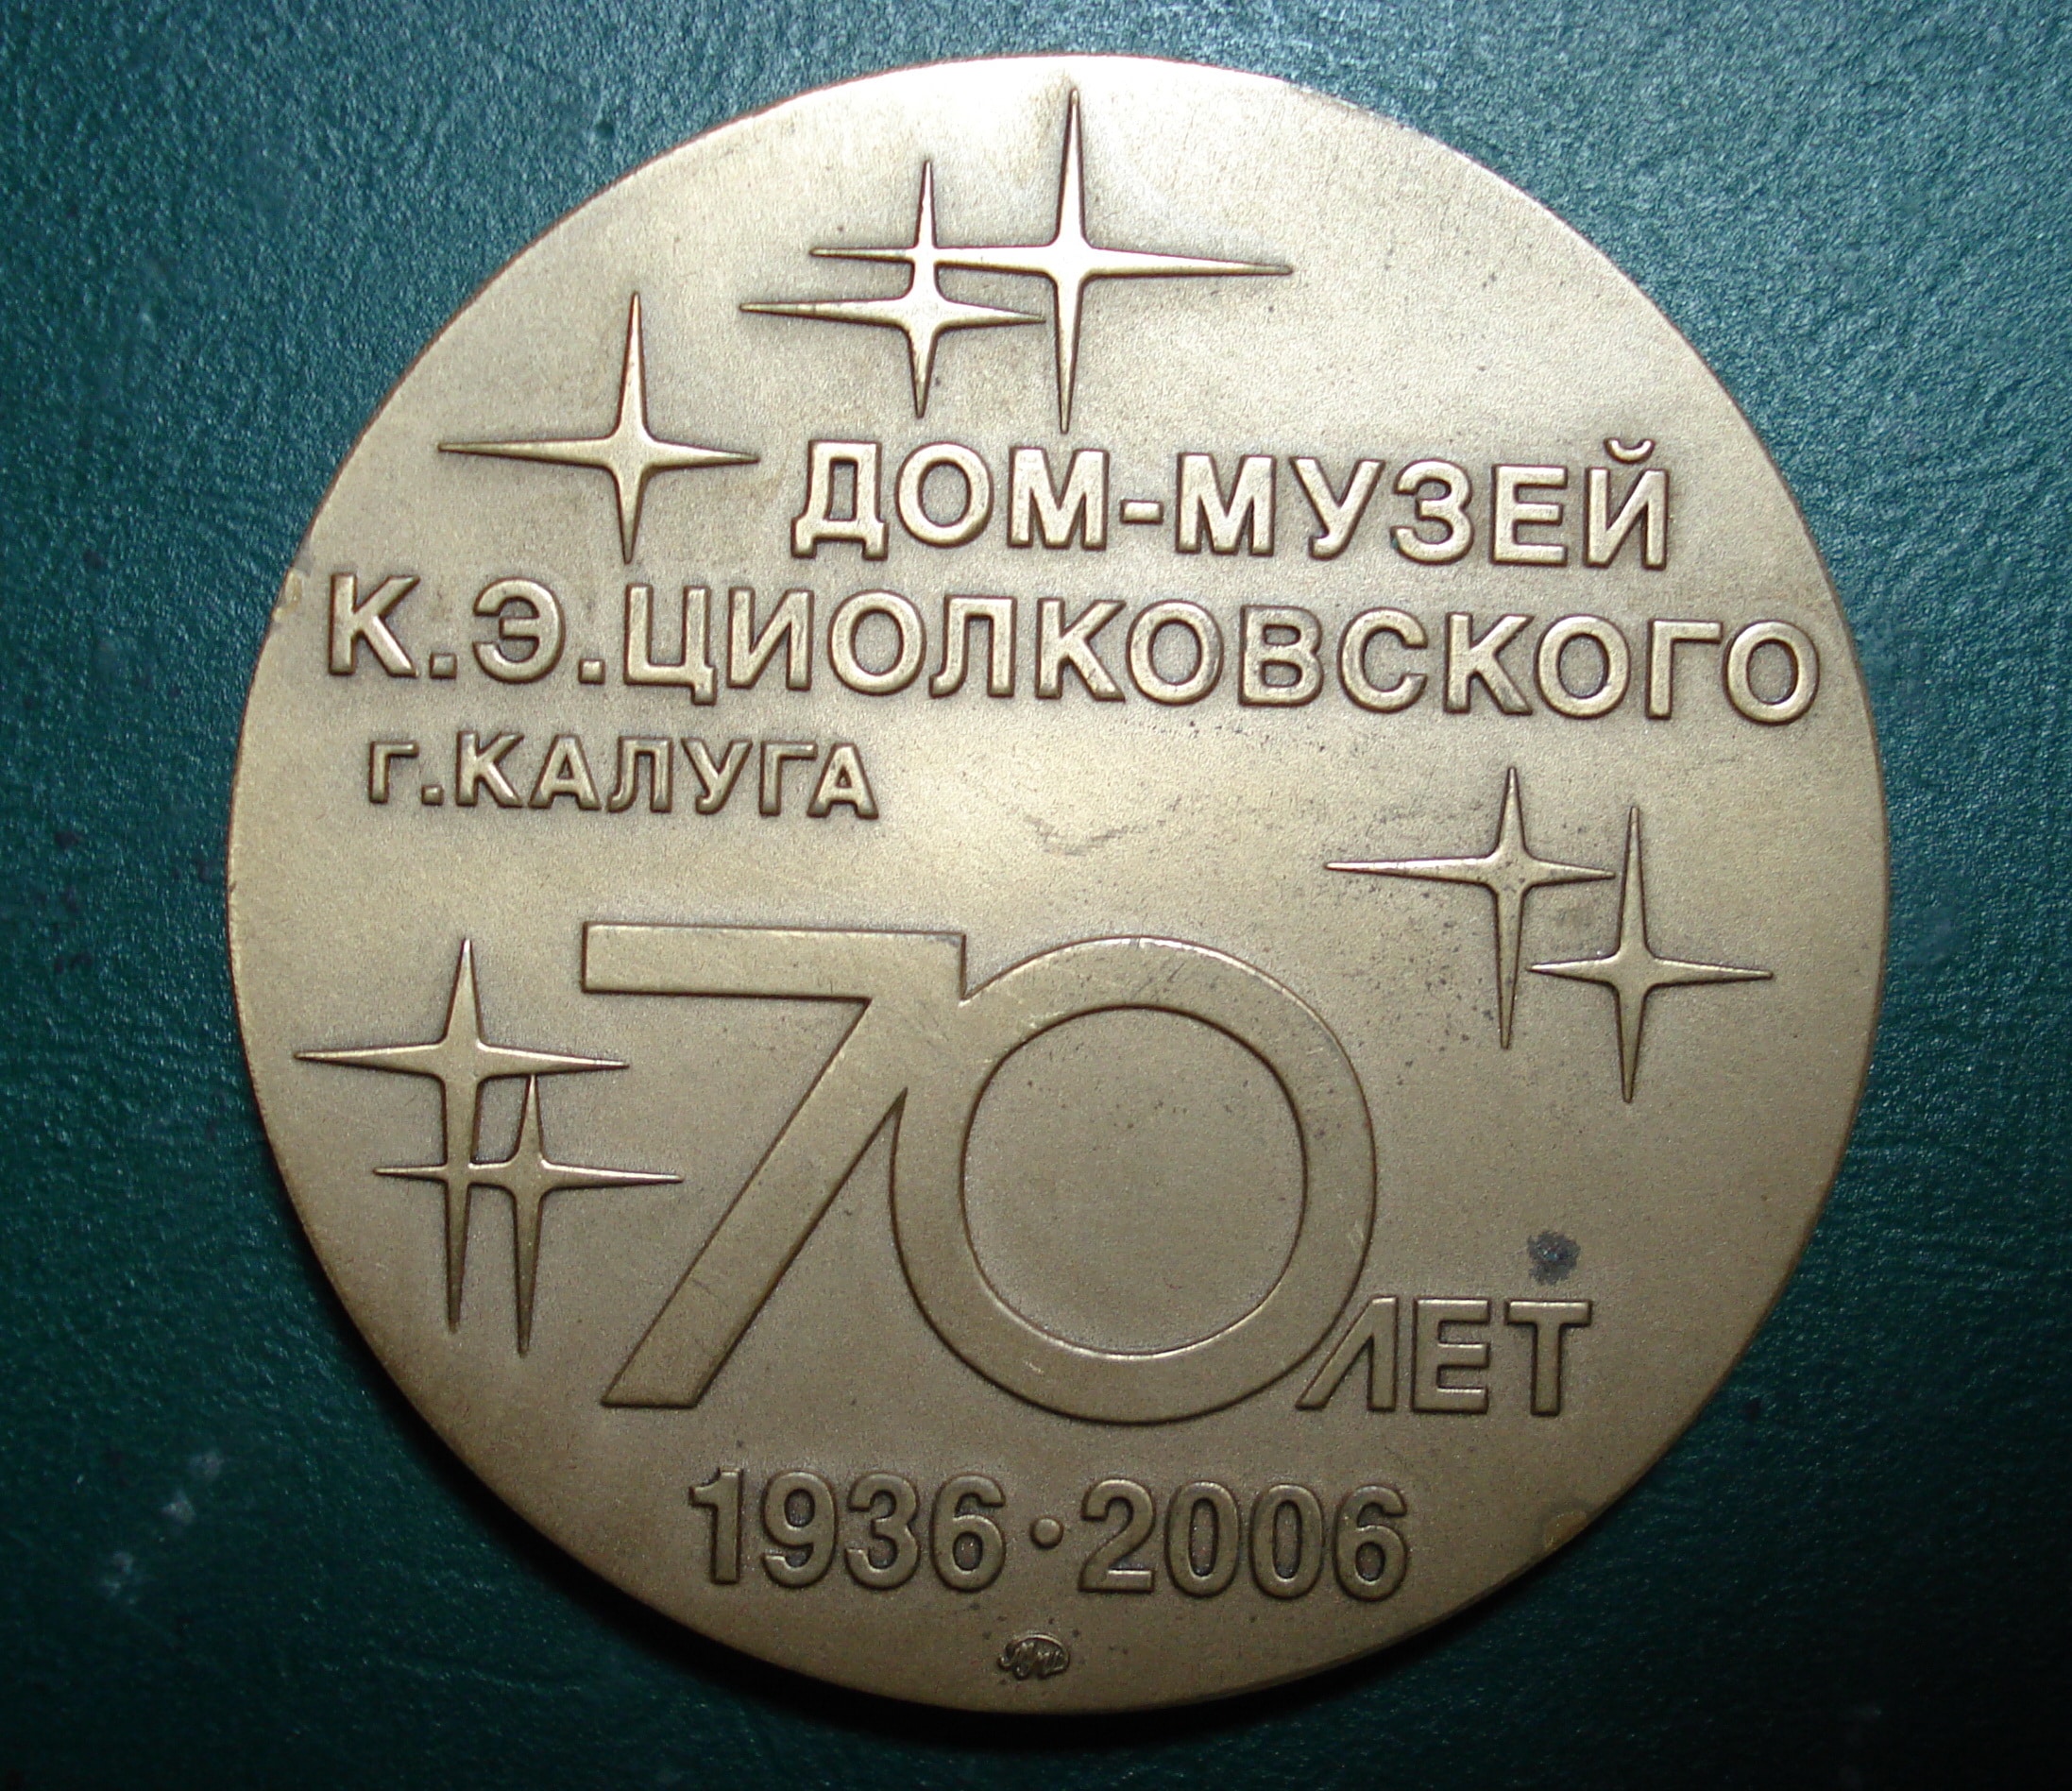 ДОМ-МУЗЕЙ
К.Э.ЦИОЛКОВСКОГО
г.КАЛУГА
70 ЛЕТ
1936·2006